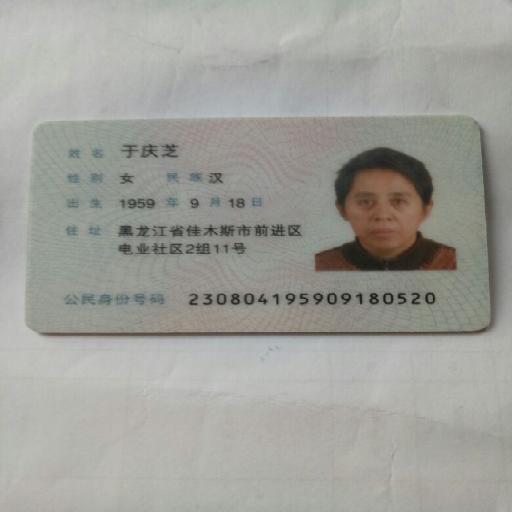 姓名 于庆芝
性别 女 民族 汉
出生 1959 年 9 月 18 日
住址 黑龙江省佳木斯市前进区
电业社区2组11号
公民身份号码 230804195909180520